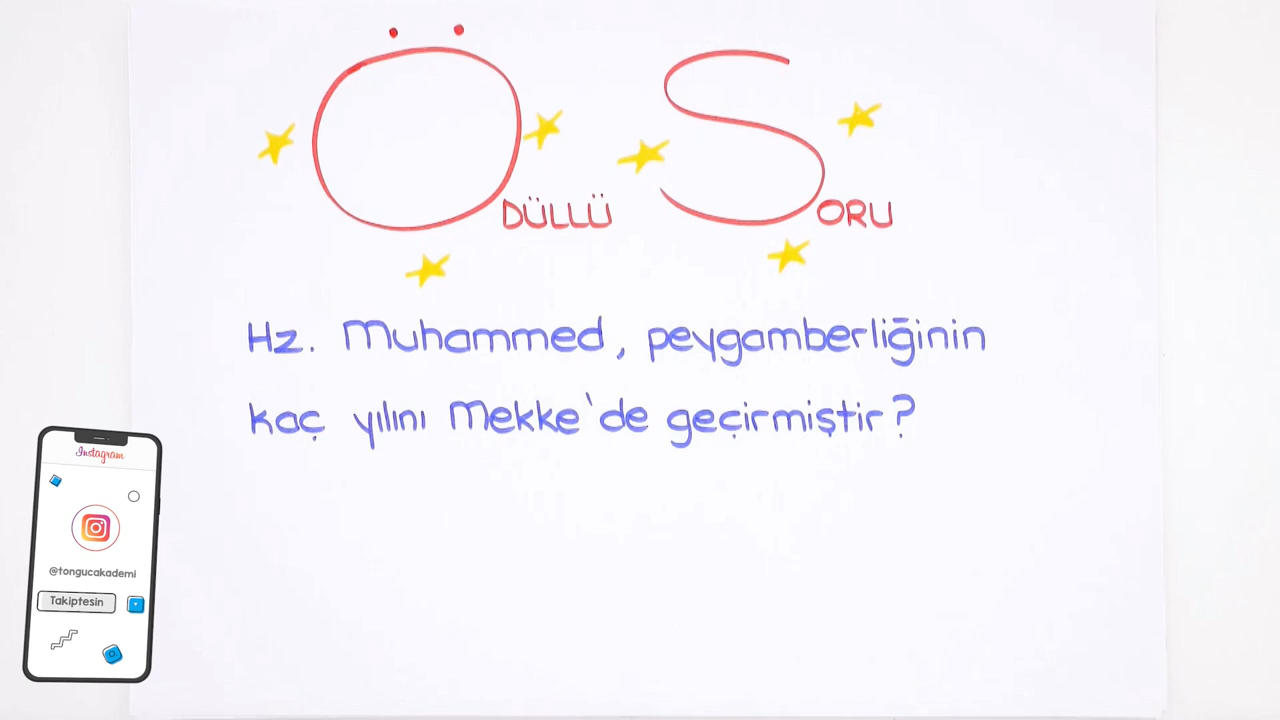 ÖDÜLLÜ SORU
Hz. Muhammed, peygamberliğinin
kaç yılını Mekke'de geçirmiştir?
Instagram
@tongucakademi
Takiptesin